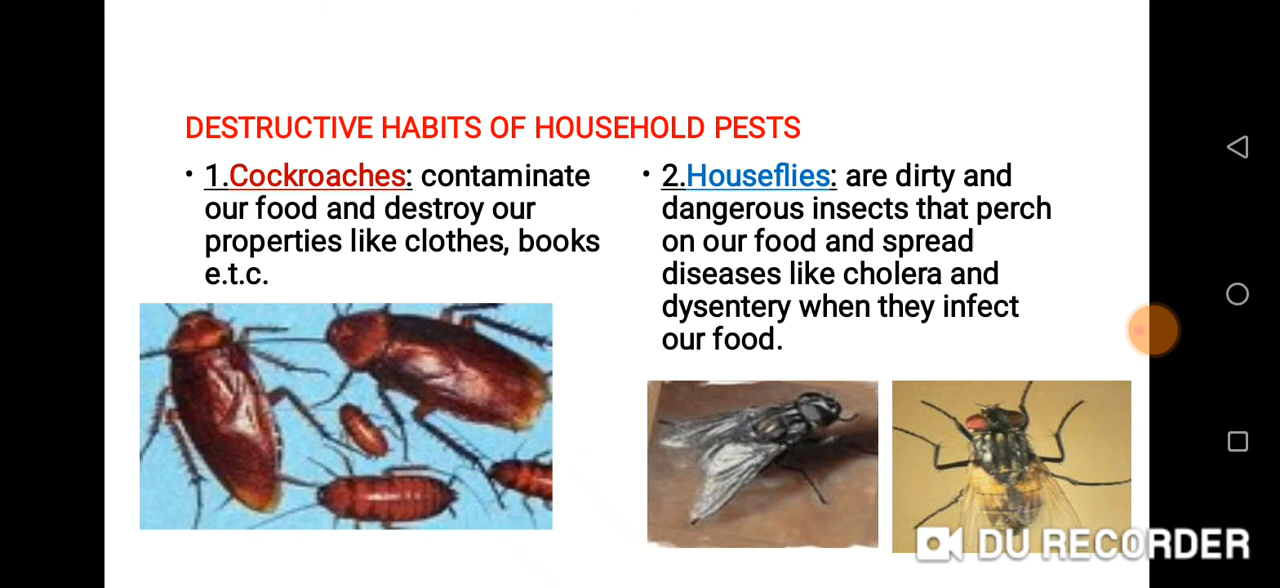 DESTRUCTIVE HABITS OF HOUSEHOLD PESTS
• 1.Cockroaches: contaminate
our food and destroy our
properties like clothes, books
e.t.c.
• 2.Houseflies: are dirty and
dangerous insects that perch
on our food and spread
diseases like cholera and
dysentery when they infect
our food.
DU RECORDER